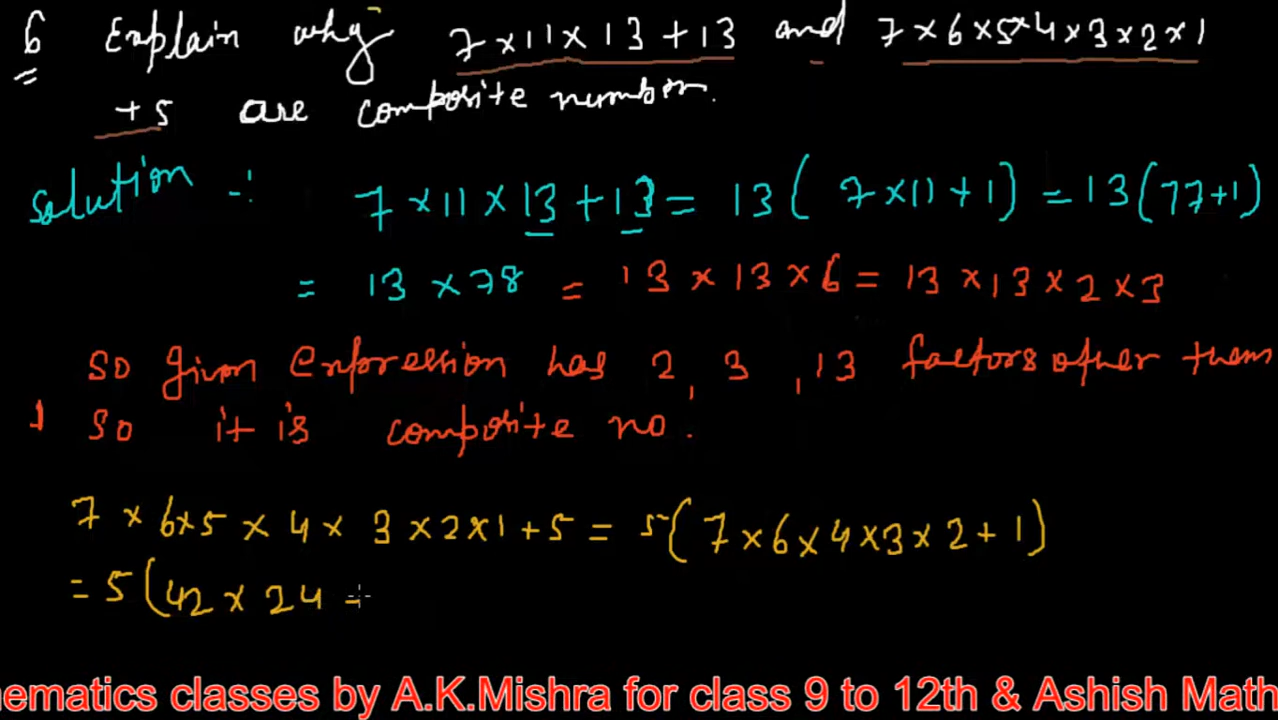 6 Explain why 7×11×13+13 and 7×6×5×4×3×2×1
+5 are composite number.
Solution -: 7×11×13+13 = 13(7×11+1) = 13(77+1)
= 13×78 = 13×13×6 = 13×13×2×3
So given expression has 2, 3, 13 factors other them
1 So it is composite no.
7×6×5×4×3×2×1+5 = 5(7×6×4×3×2+1)
= 5(42×24
ematics classes by A.K.Mishra for class 9 to 12th & Ashish Math